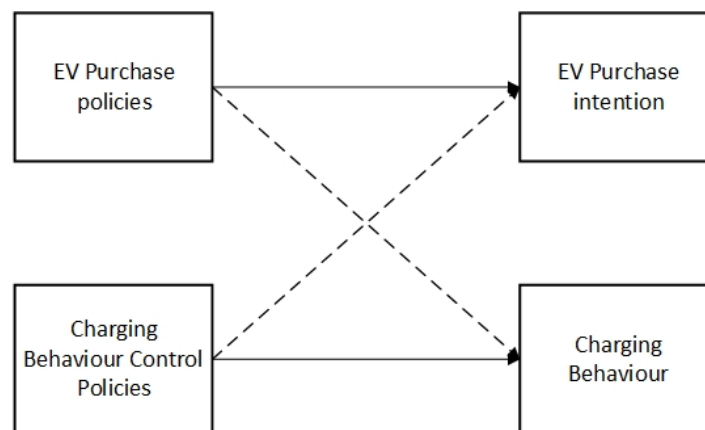 EV Purchase
policies
EV Purchase
intention
Charging
Behaviour Control
Policies
Charging
Behaviour